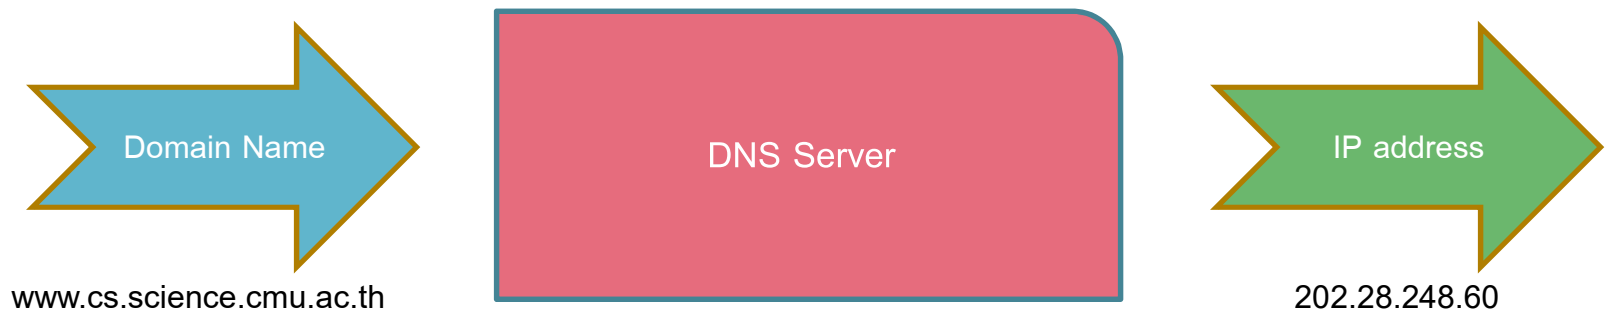 Domain Name
DNS Server
IP address
www.cs.science.cmu.ac.th
202.28.248.60